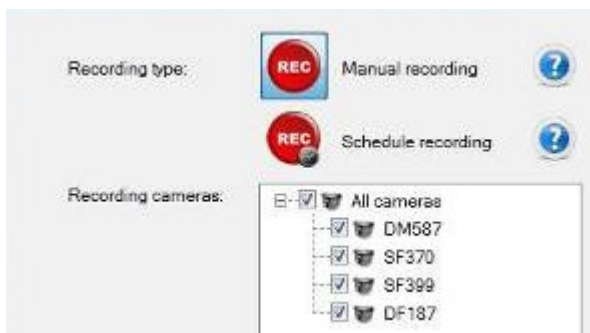 Recording type:
REC
Manual recording
?
REC
Schedule recording
?
Recording cameras:
All cameras
DM587
SF370
SF399
DF187